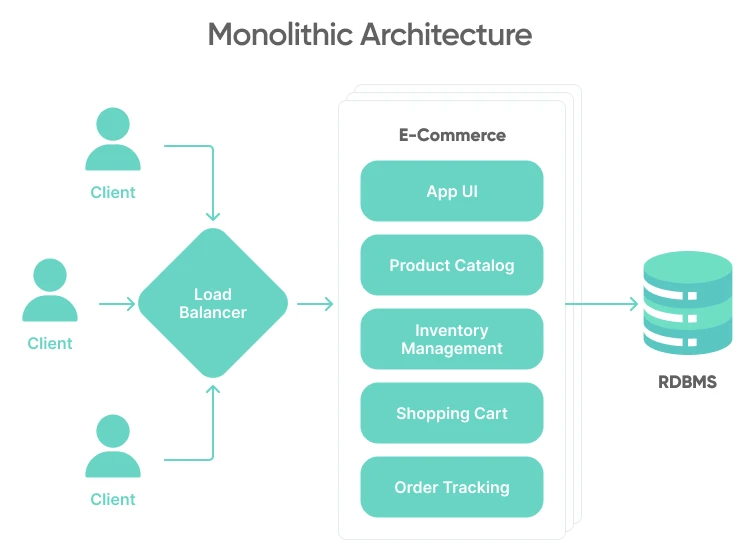 Monolithic Architecture
Client
Client
Client
Load
Balancer
E-Commerce
App UI
Product Catalog
Inventory
Management
Shopping Cart
Order Tracking
RDBMS